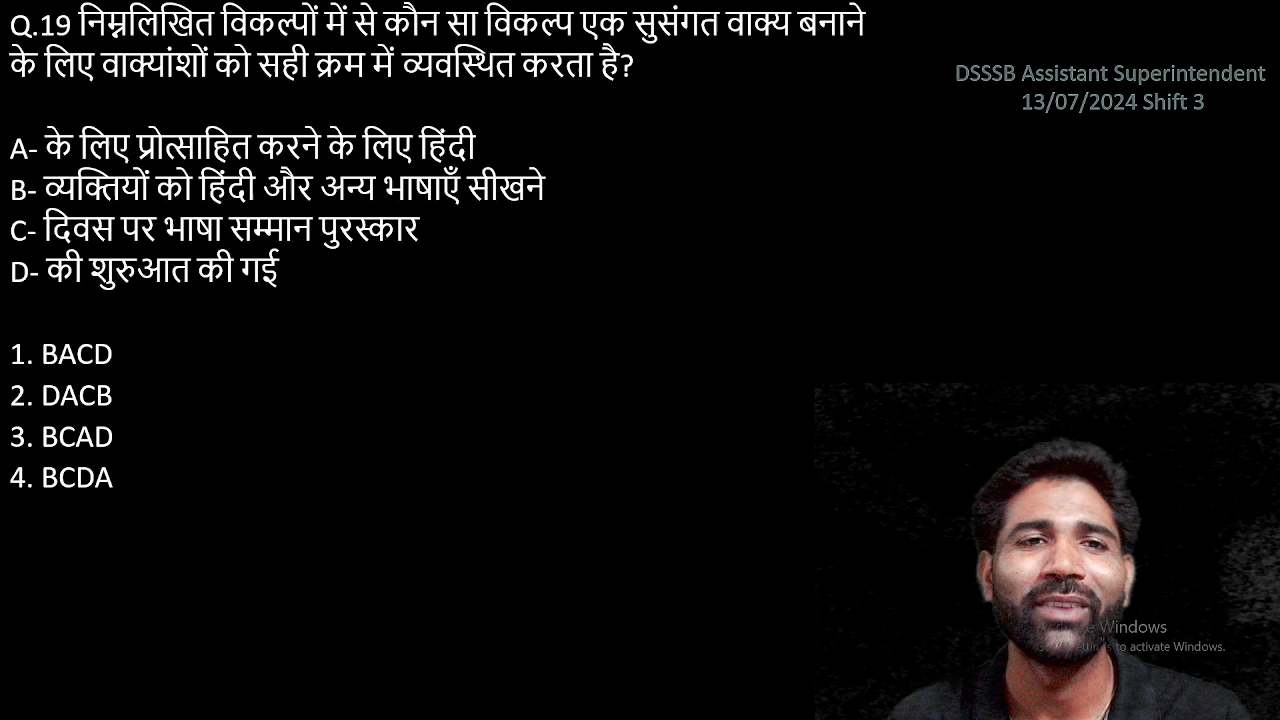 Q.19 निम्नलिखित विकल्पों में से कौन सा विकल्प एक सुसंगत वाक्य बनाने
के लिए वाक्यांशों को सही क्रम में व्यवस्थित करता है?
DSSSB Assistant Superintendent
13/07/2024 Shift 3
A- के लिए प्रोत्साहित करने के लिए हिंदी
B- व्यक्तियों को हिंदी और अन्य भाषाएँ सीखने
C- दिवस पर भाषा सम्मान पुरस्कार
D- की शुरुआत की गई
1. BACD
2. DACB
3. BCAD
4. BCDA
Windows
to activate Windows.